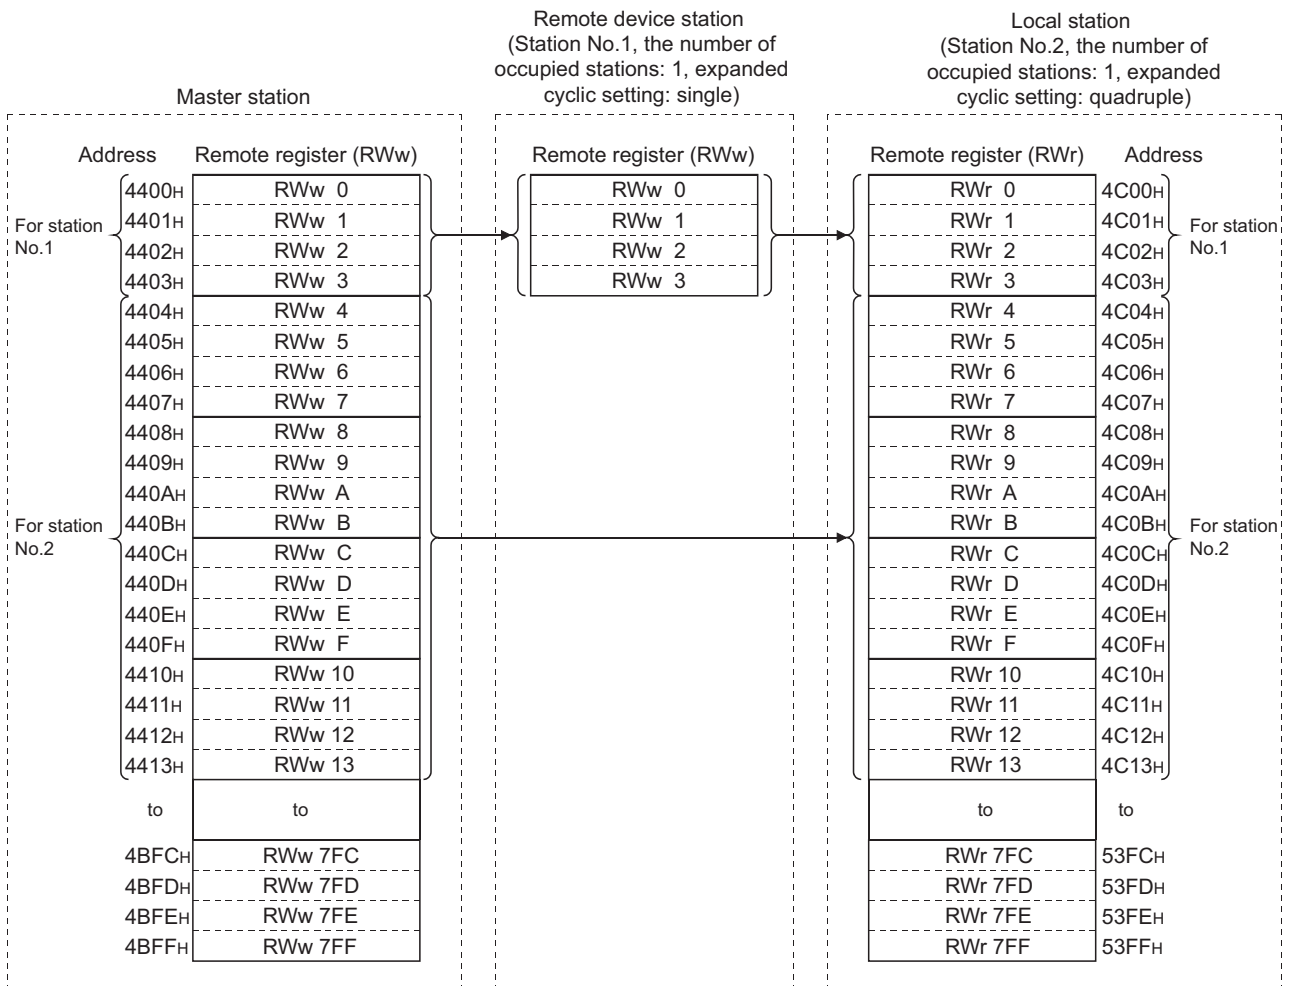 Remote device station
(Station No.1, the number of
occupied stations: 1, expanded
cyclic setting: single)
Local station
(Station No.2, the number of
occupied stations: 1, expanded
cyclic setting: quadruple)
Master station
Address Remote register (RWw) Remote register (RWw) Remote register (RWr) Address
4400H RWw 0 RWw 0 RWr 0 4C00H
4401H RWw 1 RWw 1 RWr 1 4C01H
For station
No.1
For station
No.1
4402H RWw 2 RWw 2 RWr 2 4C02H
4403H RWw 3 RWw 3 RWr 3 4C03H
4404H RWw 4 RWr 4 4C04H
4405H RWw 5 RWr 5 4C05H
4406H RWw 6 RWr 6 4C06H
4407H RWw 7 RWr 7 4C07H
4408H RWw 8 RWr 8 4C08H
4409H RWw 9 RWr 9 4C09H
440AH RWw A RWr A 4C0AH
440BH RWw B RWr B 4C0BH
For station
No.2
For station
No.2
440CH RWw C RWr C 4C0CH
440DH RWw D RWr D 4C0DH
440EH RWw E RWr E 4C0EH
440FH RWw F RWr F 4C0FH
4410H RWw 10 RWr 10 4C10H
4411H RWw 11 RWr 11 4C11H
4412H RWw 12 RWr 12 4C12H
4413H RWw 13 RWr 13 4C13H
to to to to
4BFCH RWw 7FC RWr 7FC 53FCH
4BFDH RWw 7FD RWr 7FD 53FDH
4BFEH RWw 7FE RWr 7FE 53FEH
4BFFH RWw 7FF RWr 7FF 53FFH